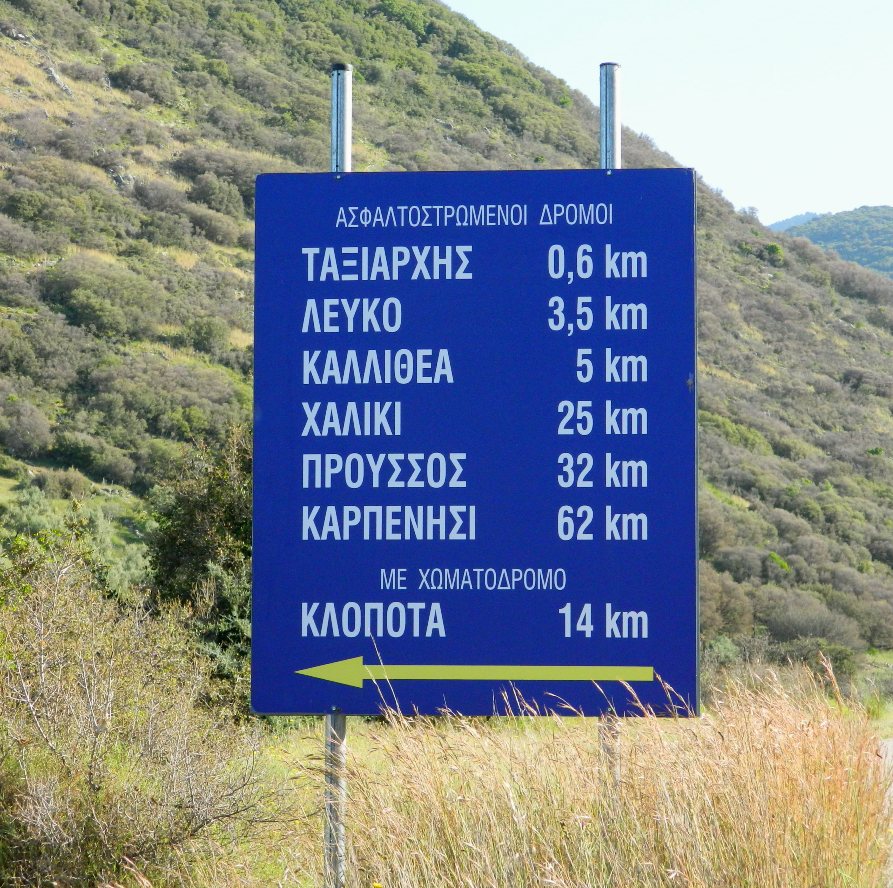 ΑΣΦΑΛΤΟΣΤΡΩΜΕΝΟΙ ΔΡΟΜΟΙ
ΤΑΞΙΑΡΧΗΣ 0,6 km
ΛΕΥΚΟ 3,5 km
ΚΑΛΛΙΘΕΑ 5 km
ΧΑΛΙΚΙ 25 km
ΠΡΟΥΣΣΟΣ 32 km
ΚΑΡΠΕΝΗΣΙ 62 km
ΜΕ ΧΩΜΑΤΟΔΡΟΜΟ
ΚΛΟΠΟΤΑ 14 km